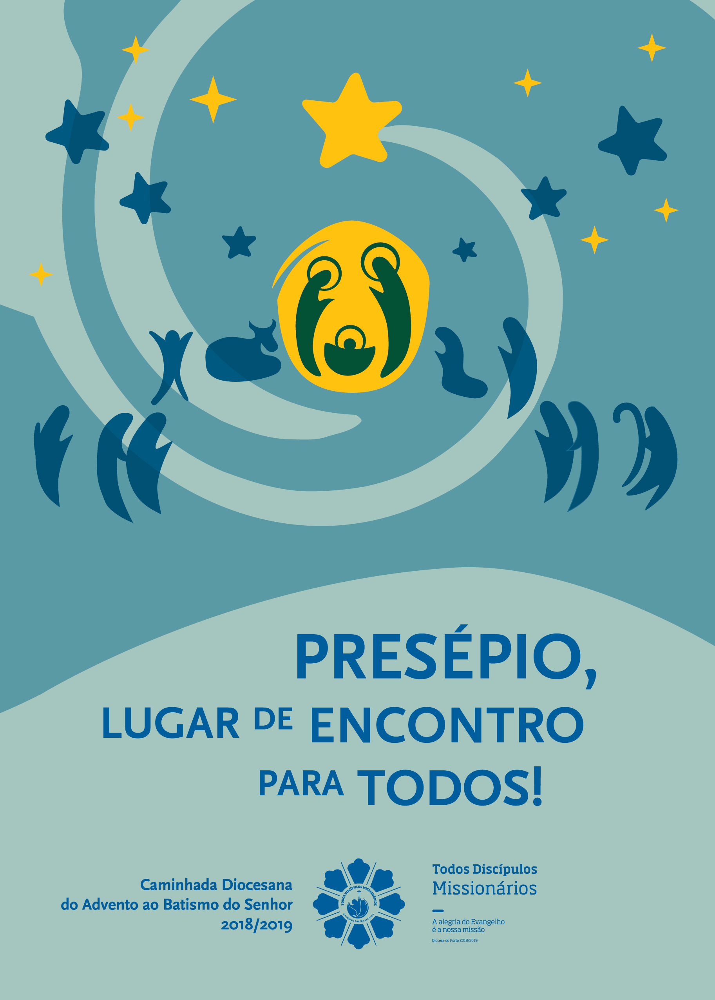 PRESÉPIO,
LUGAR DE ENCONTRO
PARA TODOS!
Caminhada Diocesana
do Advento ao Batismo do Senhor
2018/2019
TODOS DISCÍPULOS MISSIONÁRIOS
DIOCESE DO PORTO 2018-2019
Todos Discípulos
Missionários
A alegria do Evangelho
é a nossa missão
Diocese do Porto 2018/2019